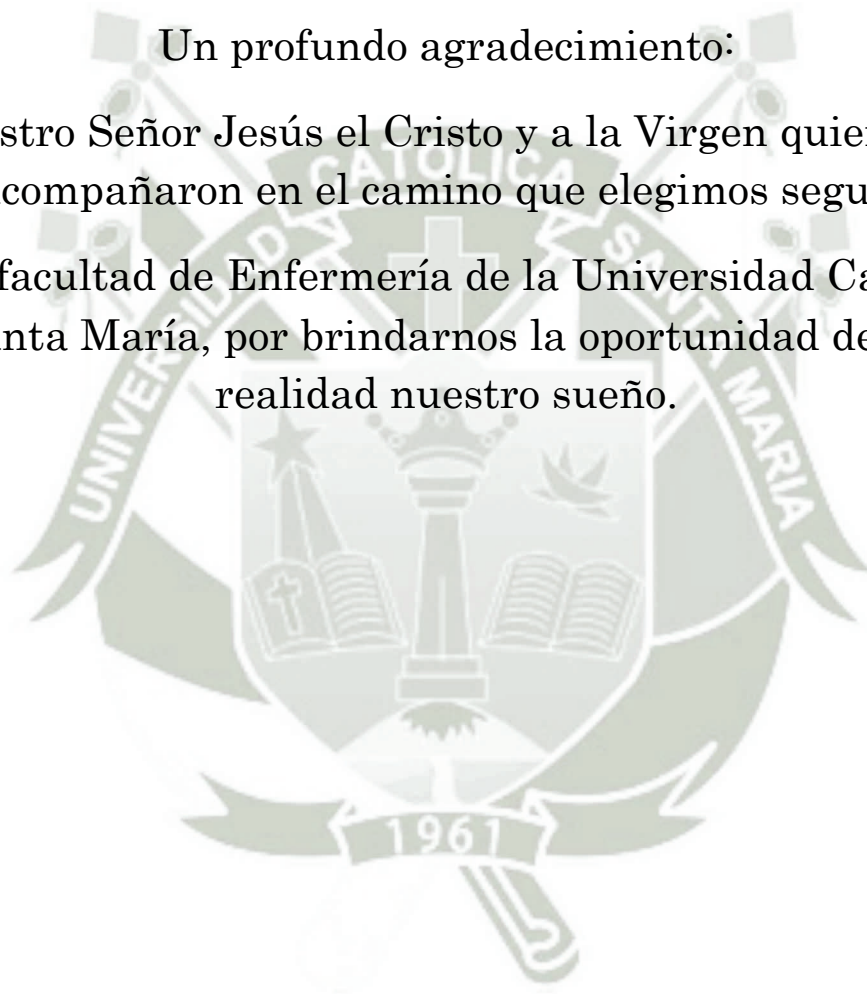 Un profundo agradecimiento:
stro Señor Jesús el Cristo y a la Virgen quie
compañaron en el camino que elegimos segu
facultad de Enfermería de la Universidad Ca
nta María, por brindarnos la oportunidad de
realidad nuestro sueño.
UNIVERSIDAD CATOLICA SANTA MARIA
1961